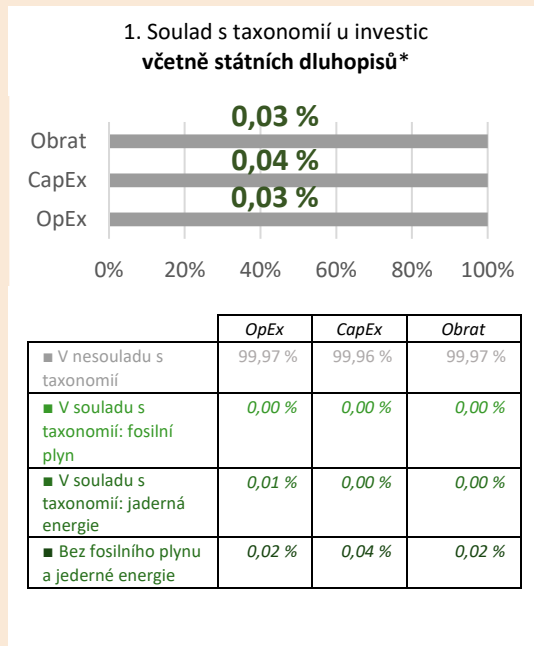 1. Soulad s taxonomií u investic
včetně státních dluhopisů*
0,03 %
Obrat
0,04 %
CapEx
0,03 %
OpEx
0% 20% 40% 60% 80% 100%
OpEx CapEx Obrat
■ V nesouladu s 99,97 % 99,96 % 99,97 %
taxonomií
■ V souladu s 0,00 % 0,00 % 0,00 %
taxonomií: fosilní
plyn
■ V souladu s 0,01 % 0,00 % 0,00 %
taxonomií: jaderná
energie
■ Bez fosilního plynu 0,02 % 0,04 % 0,02 %
a jederné energie